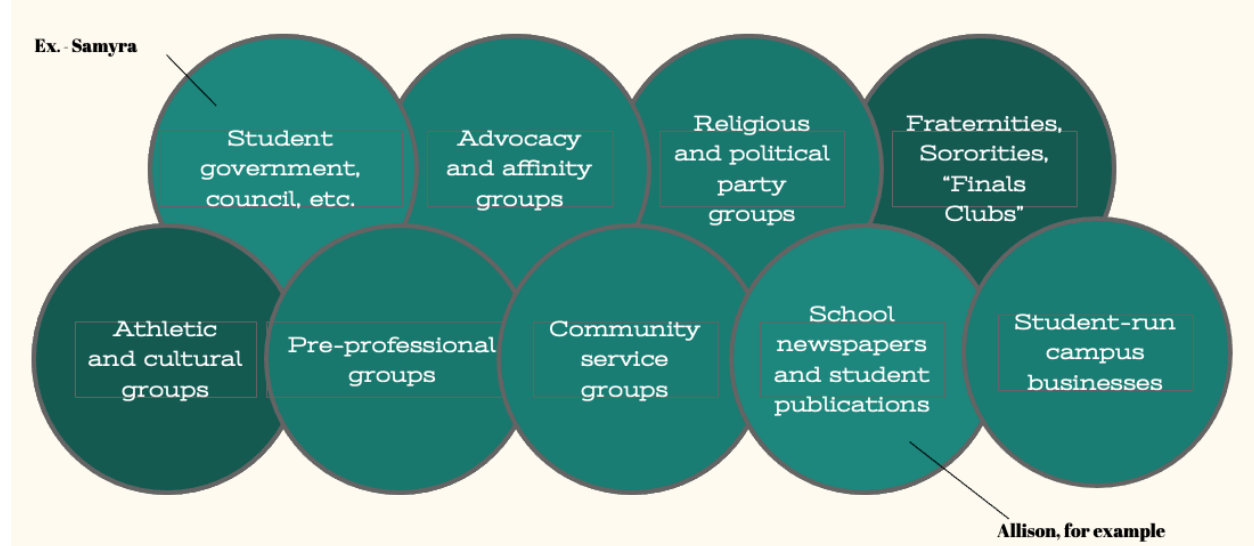 Ex. - Samyra
Student
government,
council, etc.
Advocacy
and affinity
groups
Religious
and political
party
groups
Fraternities,
Sororities,
“Finals
Clubs”
Athletic
and cultural
groups
Pre-professional
groups
Community
service
groups
School
newspapers
and student
publications
Student-run
campus
businesses
Allison, for example